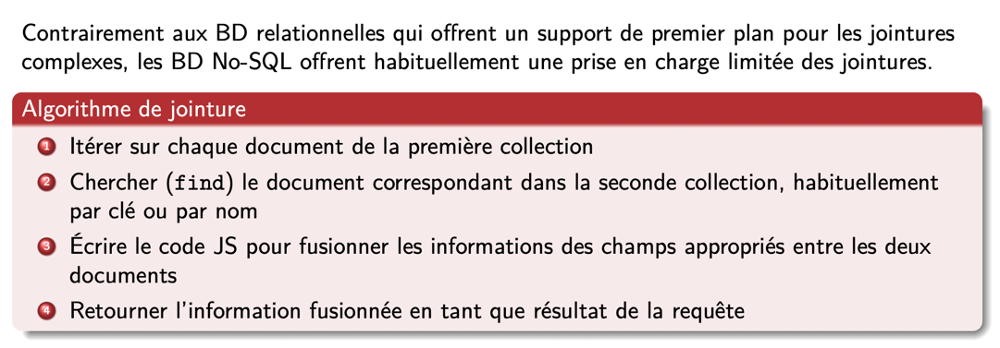 Contrairement aux BD relationnelles qui offrent un support de premier plan pour les jointures
complexes, les BD No-SQL offrent habituellement une prise en charge limitée des jointures.
Algorithme de jointure
1 Itérer sur chaque document de la première collection
2 Chercher (find) le document correspondant dans la seconde collection, habituellement
par clé ou par nom
3 Écrire le code JS pour fusionner les informations des champs appropriés entre les deux
documents
4 Retourner l'information fusionnée en tant que résultat de la requête